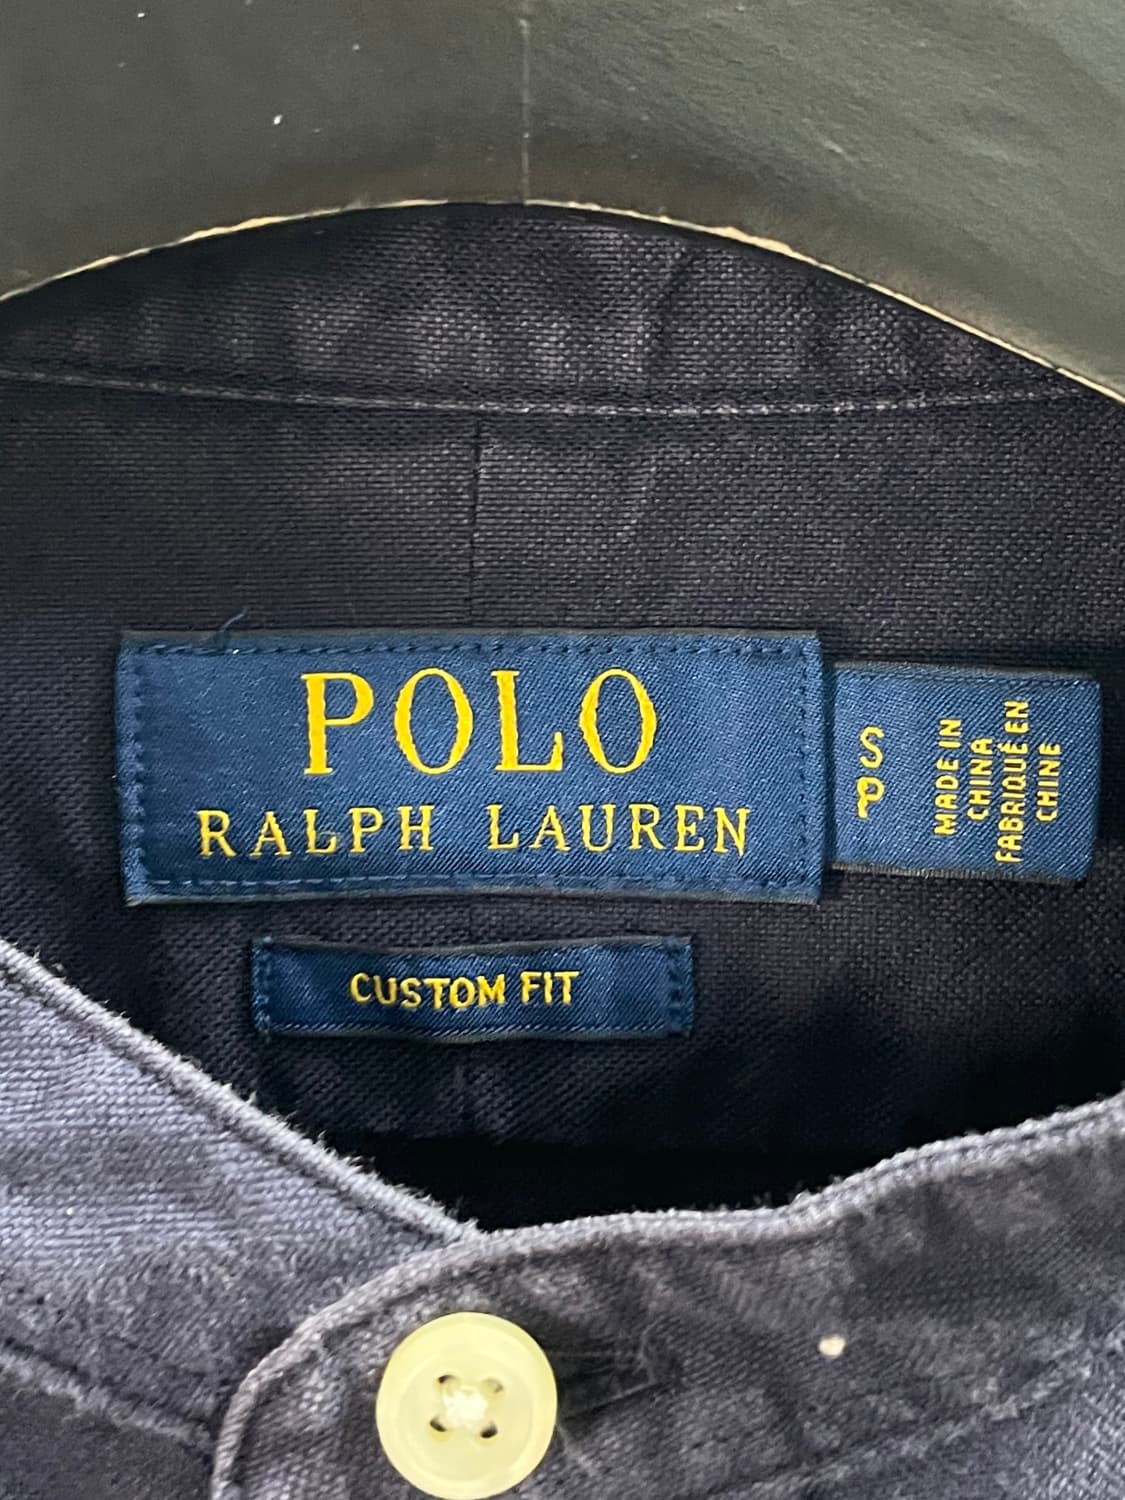 POLO
RALPH LAUREN
CUSTOM FIT
S
P
MADE IN
CHINA
FABRIQUÉ EN
CHINE